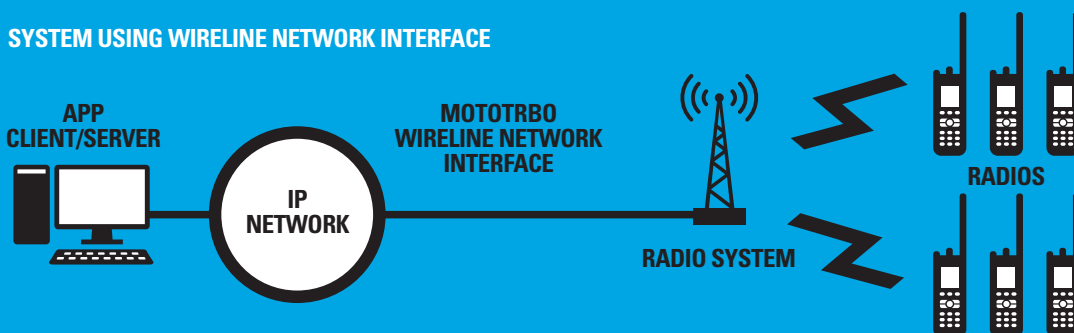 SYSTEM USING WIRELINE NETWORK INTERFACE
APP
CLIENT/SERVER
IP
NETWORK
MOTOTRBO
WIRELINE NETWORK
INTERFACE
RADIO SYSTEM
RADIOS